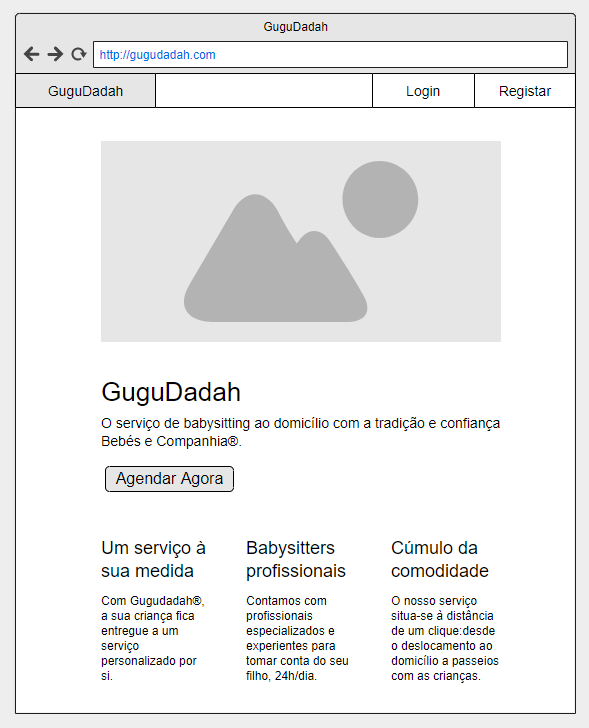 GuguDadah
http://gugudadah.com
GuguDadah
Login
Registar
GuguDadah
O serviço de babysitting ao domicílio com a tradição e confiança
Bebés e Companhia®.
Agendar Agora
Um serviço à
sua medida
Com Gugudadah®,
a sua criança fica
entregue a um
serviço
personalizado por
si.
Babysitters
profissionais
Contamos com
profissionais
especializados e
experientes para
tomar conta do seu
filho, 24h/dia.
Cúmulo da
comodidade
O nosso serviço
situa-se à distância
de um clique:desde
o deslocamento ao
domicílio a passeios
com as crianças.